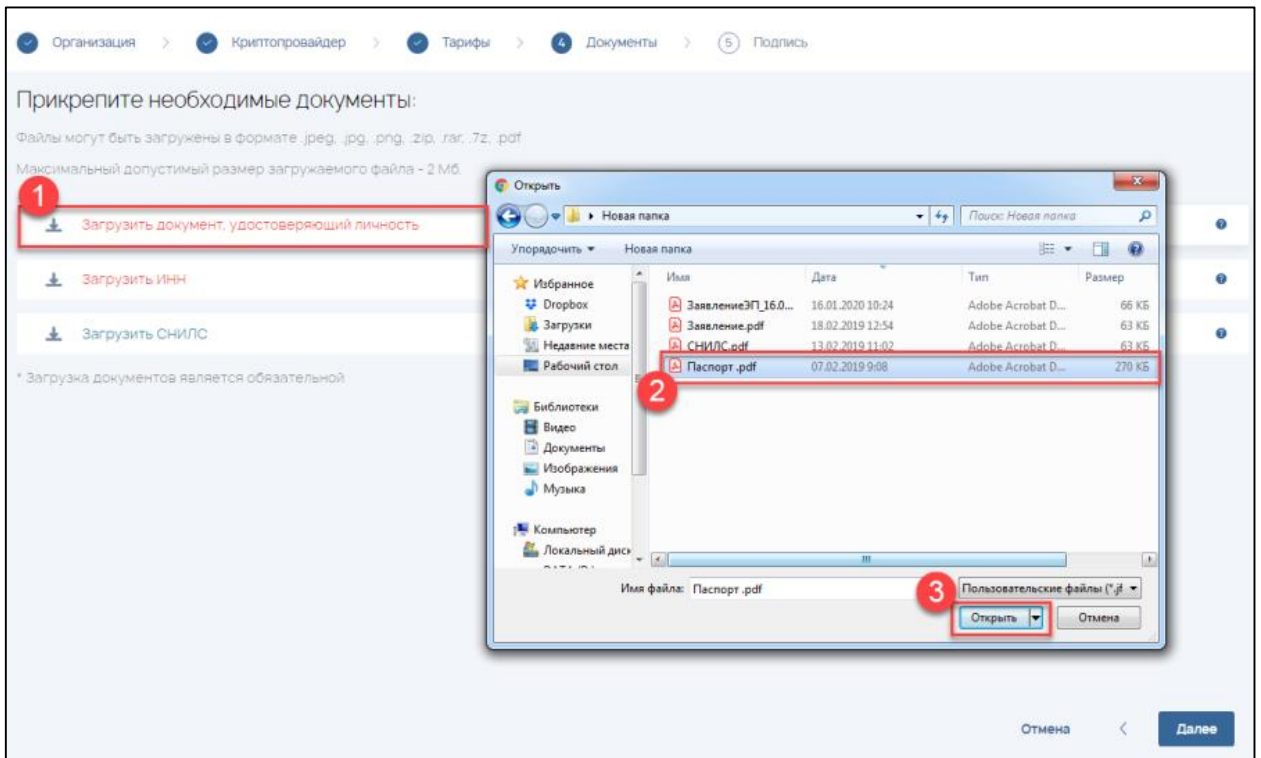 Организация > Криптопровайдер > Тарифы > 4 Документы > 5 Подпись
Прикрепите необходимые документы:
Файлы могут быть загружены в формате .jpeg, .jpg, .png, .zip, .rar, .7z, .pdf
Максимальный допустимый размер загружаемого файла - 2 Мб.
1
Загрузить документ, удостоверяющий личность
Загрузить ИНН
Загрузить СНИЛС
* Загрузка документов является обязательной
Открыть
Новая папка
Поиск: Новая папка
Упорядочить
Новая папка
Избранное
Dropbox
Загрузки
Недавние места
Рабочий стол
Библиотеки
Видео
Документы
Изображения
Музыка
Компьютер
Локальный диск
Имя Дата Тип Размер
ЗаявлениеЭП_16.0... 16.01.2020 10:24 Adobe Acrobat D... 66 КБ
Заявление.pdf 18.02.2019 12:54 Adobe Acrobat D... 63 КБ
СНИЛС.pdf 13.02.2019 11:02 Adobe Acrobat D... 63 КБ
Паспорт .pdf 07.02.2019 9:08 Adobe Acrobat D... 270 КБ
2
Имя файла: Паспорт .pdf
3
Пользовательские файлы (*.jf
Открыть
Отмена
Отмена < Далее